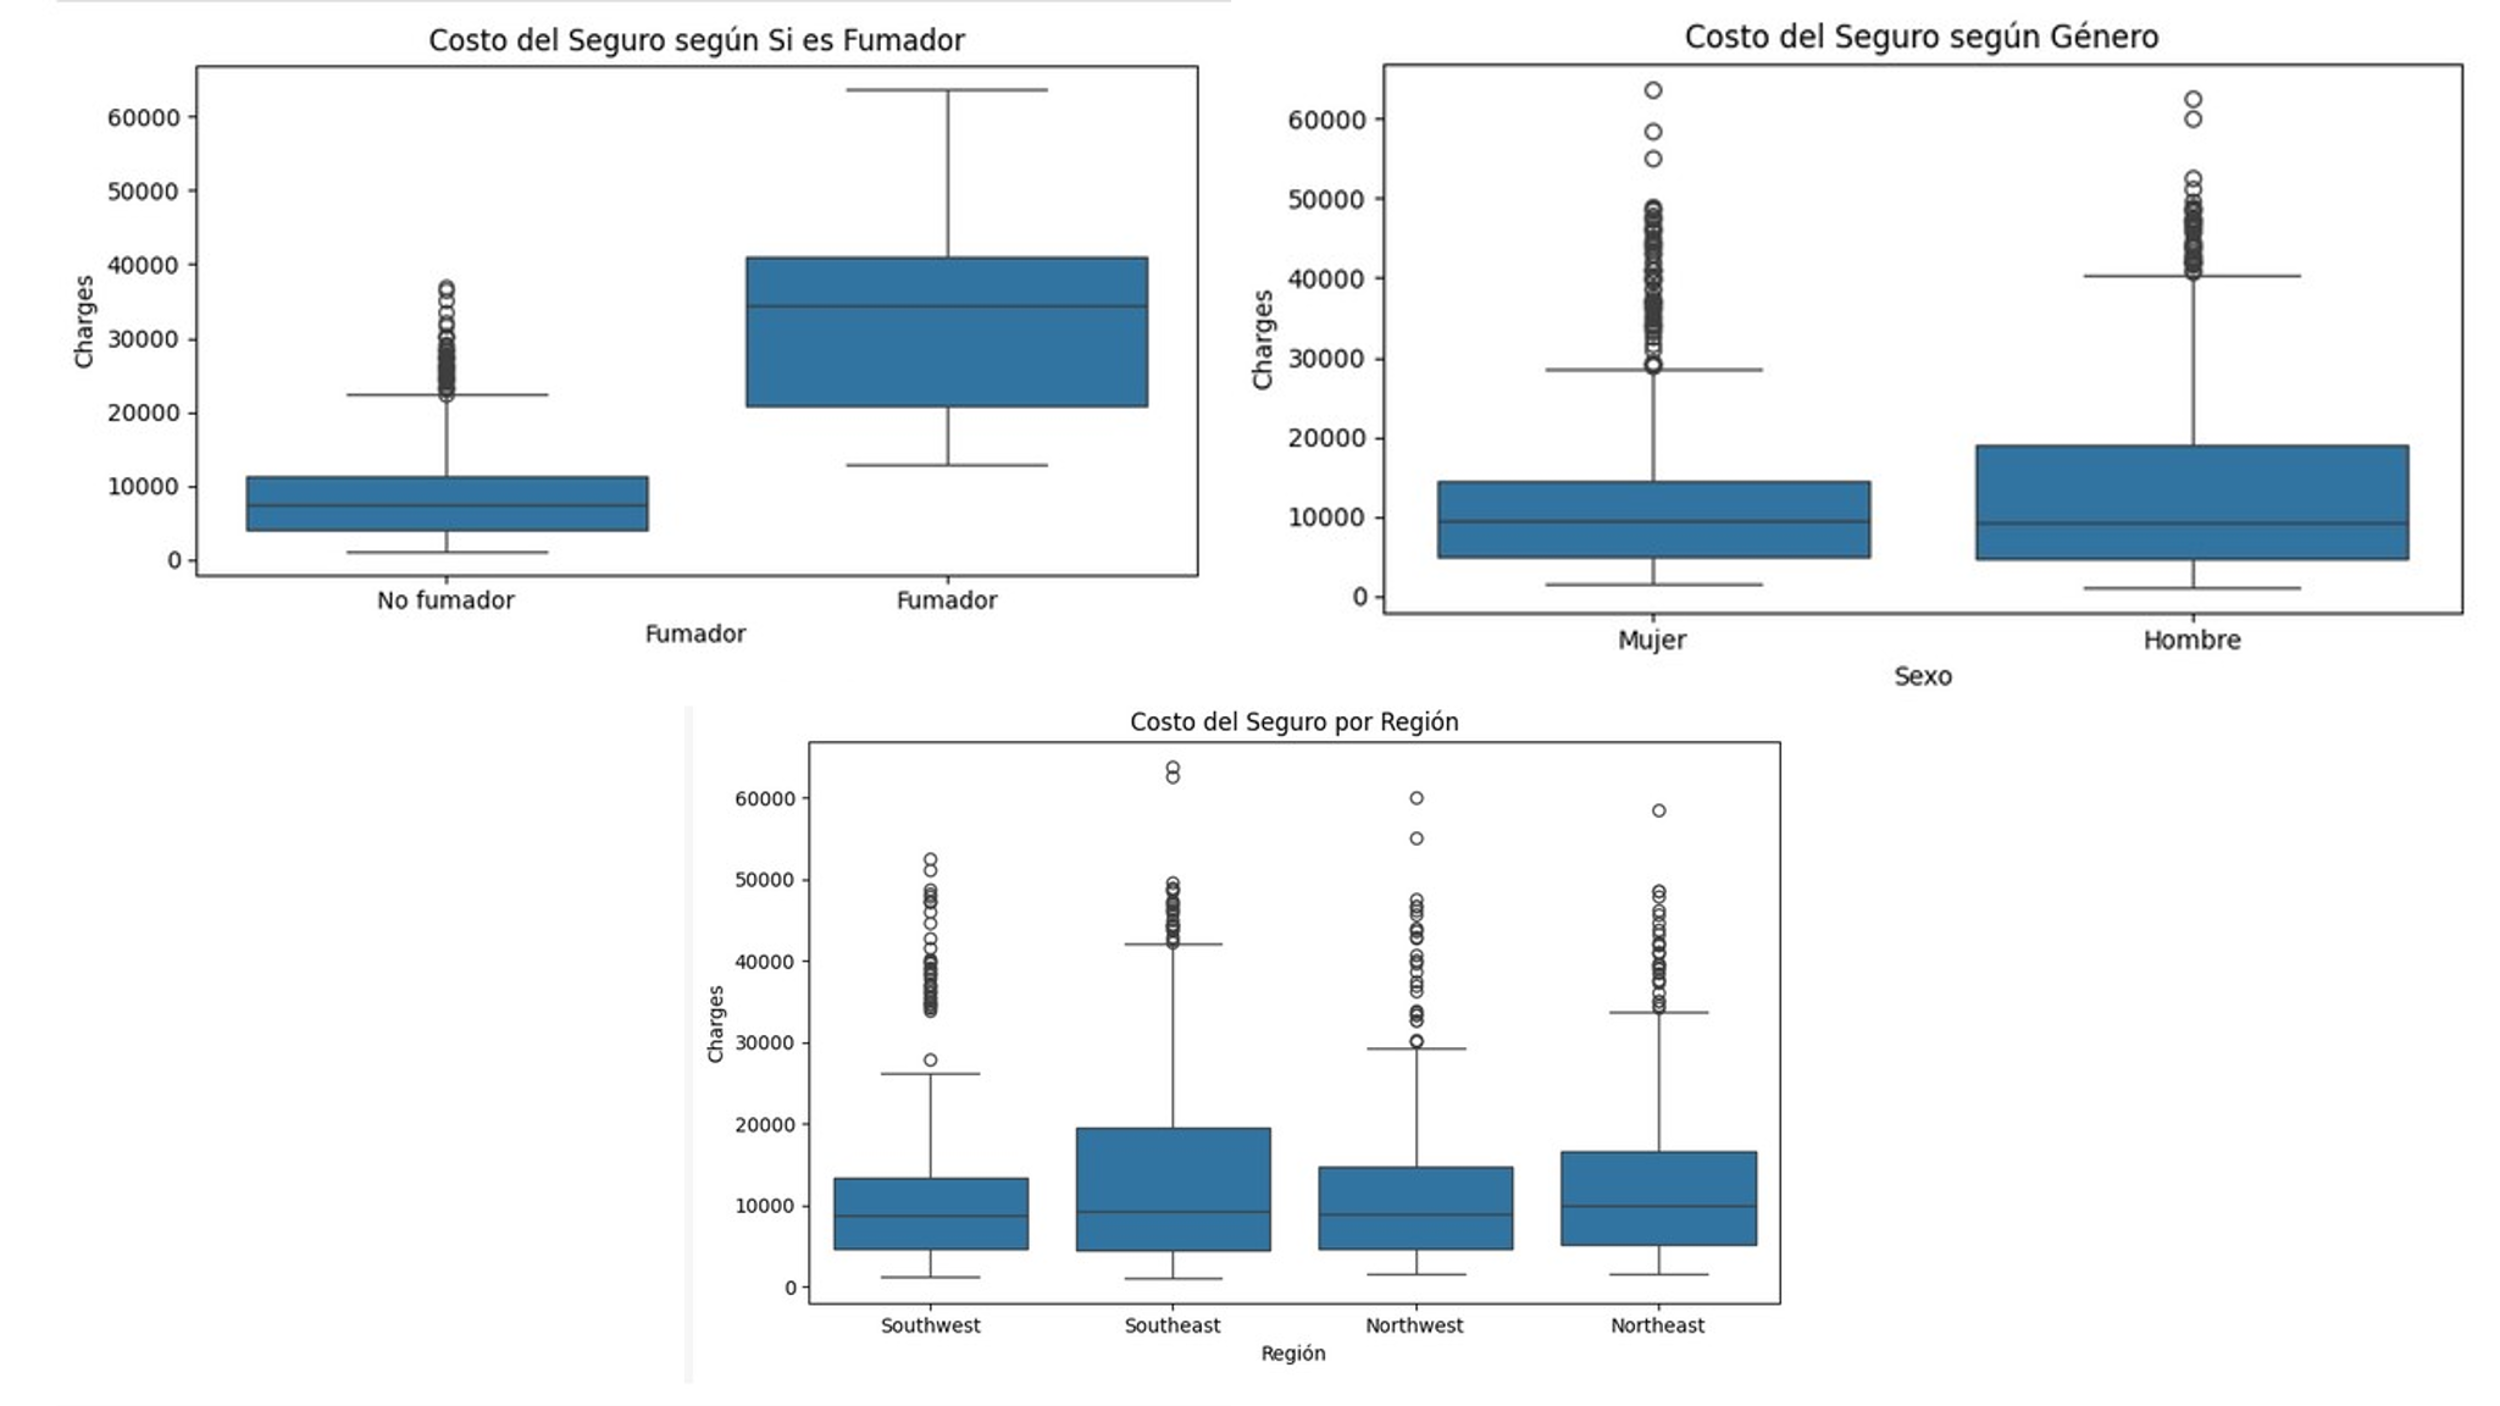 Costo del Seguro según Si es Fumador
60000
50000
40000
30000
20000
10000
0
Charges
No fumador
Fumador
Fumador
Costo del Seguro según Género
60000
50000
40000
30000
20000
10000
0
Charges
Mujer
Hombre
Sexo
Costo del Seguro por Región
60000
50000
40000
30000
20000
10000
0
Charges
Southwest
Southeast
Northwest
Northeast
Región